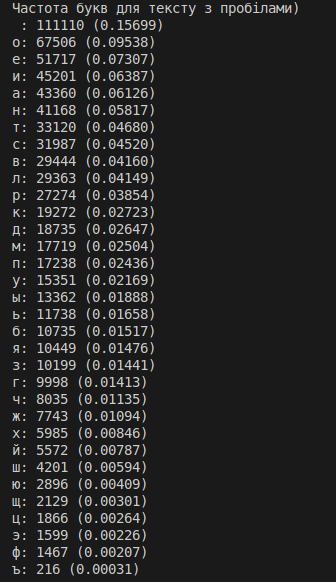 Частота букв для тексту з пробілами)
 : 111110 (0.15699)
о: 67506 (0.09538)
е: 51717 (0.07307)
и: 45201 (0.06387)
а: 43360 (0.06126)
н: 41168 (0.05817)
т: 33120 (0.04680)
с: 31987 (0.04520)
в: 29444 (0.04160)
л: 29363 (0.04149)
р: 27274 (0.03854)
к: 19272 (0.02723)
д: 18735 (0.02647)
м: 17719 (0.02504)
п: 17238 (0.02436)
у: 15351 (0.02169)
ы: 13362 (0.01888)
ь: 11738 (0.01658)
б: 10735 (0.01517)
я: 10449 (0.01476)
з: 10199 (0.01441)
г: 9998 (0.01413)
ч: 8035 (0.01135)
ж: 7743 (0.01094)
х: 5985 (0.00846)
й: 5572 (0.00787)
ш: 4201 (0.00594)
ю: 2896 (0.00409)
щ: 2129 (0.00301)
ц: 1866 (0.00264)
э: 1599 (0.00226)
ф: 1467 (0.00207)
ъ: 216 (0.00031)